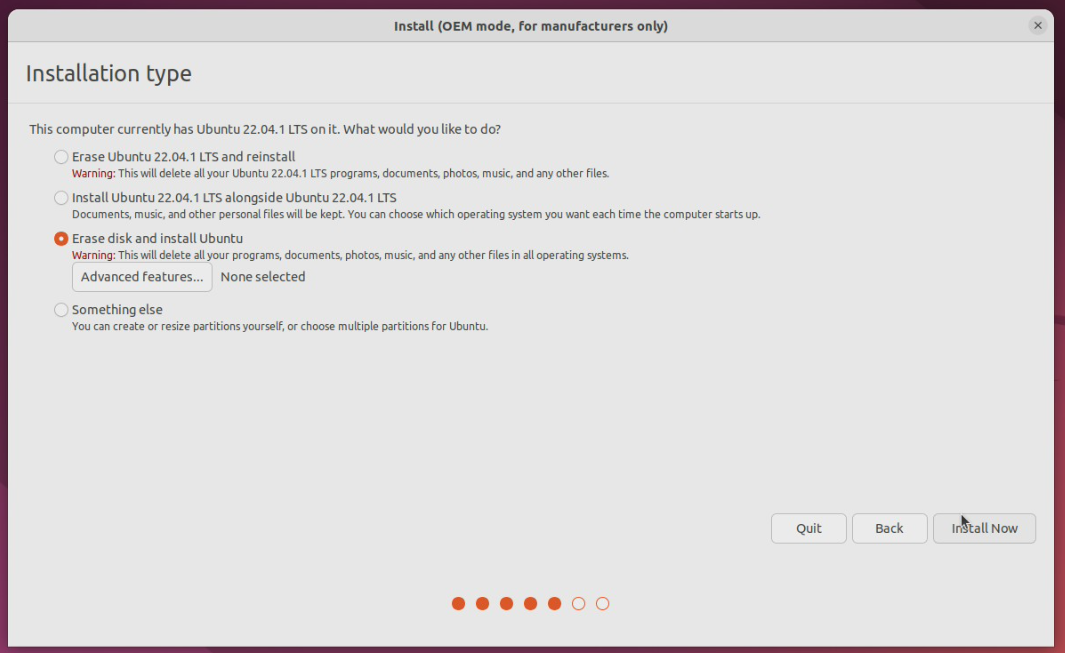 Install (OEM mode, for manufacturers only)
Installation type
This computer currently has Ubuntu 22.04.1 LTS on it. What would you like to do?
Erase Ubuntu 22.04.1 LTS and reinstall
Warning: This will delete all your Ubuntu 22.04.1 LTS programs, documents, photos, music, and any other files.
Install Ubuntu 22.04.1 LTS alongside Ubuntu 22.04.1 LTS
Documents, music, and other personal files will be kept. You can choose which operating system you want each time the computer starts up.
Erase disk and install Ubuntu
Warning: This will delete all your programs, documents, photos, music, and any other files in all operating systems.
Advanced features... None selected
Something else
You can create or resize partitions yourself, or choose multiple partitions for Ubuntu.
Quit Back Install Now